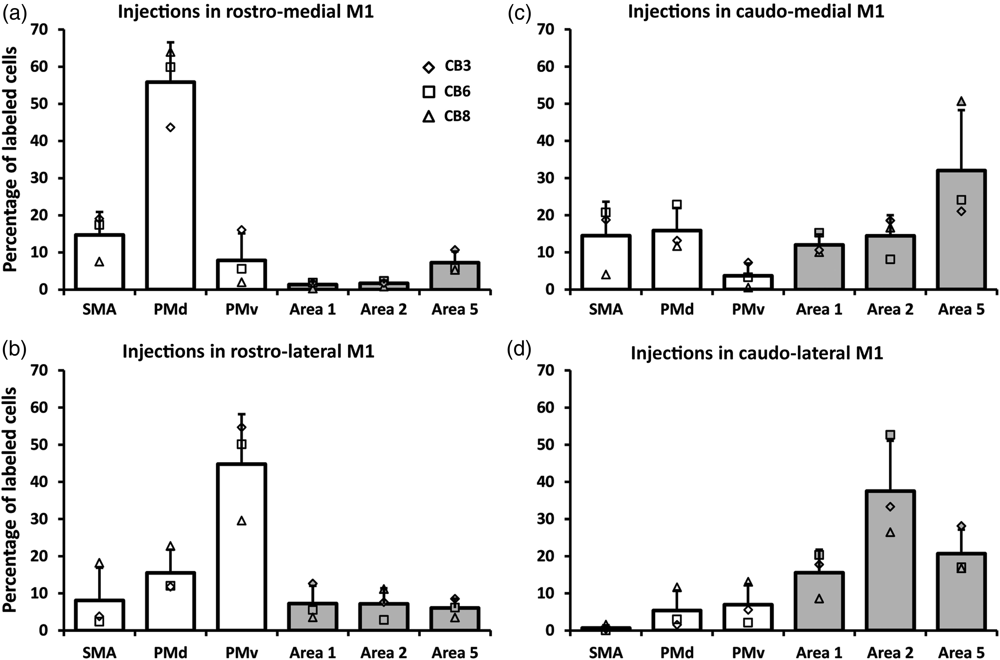 (a)
Injections in rostro-medial M1
Percentage of labeled cells
70
60
50
40
30
20
10
0
CB3
CB6
CB8
SMA PMd PMv Area 1 Area 2 Area 5
(c)
Injections in caudo-medial M1
70
60
50
40
30
20
10
0
SMA PMd PMv Area 1 Area 2 Area 5
(b)
Injections in rostro-lateral M1
Percentage of labeled cells
70
60
50
40
30
20
10
0
SMA PMd PMv Area 1 Area 2 Area 5
(d)
Injections in caudo-lateral M1
70
60
50
40
30
20
10
0
SMA PMd PMv Area 1 Area 2 Area 5